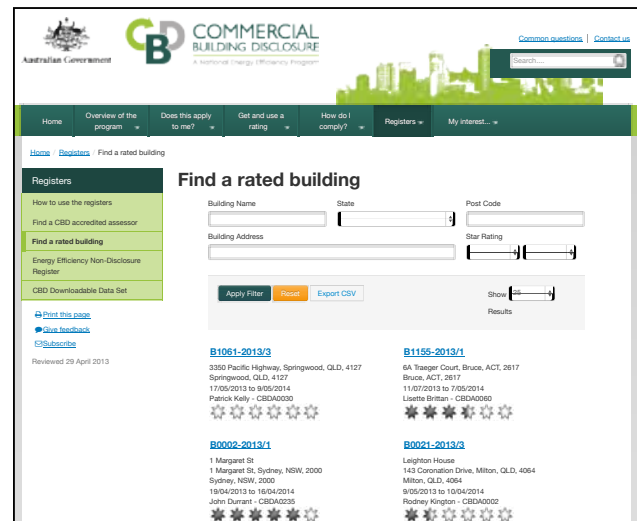 Australian Government
CBD
COMMERCIAL
BUILDING DISCLOSURE
A National Energy Efficiency Program
Common questions | Contact us
Search...
Home
Overview of the program
Does this apply to me?
Get and use a rating
How do I comply?
Registers
My interest...
Home / Registers / Find a rated building
Registers
How to use the registers
Find a CBD accredited assessor
Find a rated building
Energy Efficiency Non-Disclosure
Register
CBD Downloadable Data Set
Print this page
Give feedback
Subscribe
Reviewed 29 April 2013
Find a rated building
Building Name
State
Post Code
Building Address
Star Rating
Apply Filter
Reset
Export CSV
Show 25
Results
B1061-2013/3
3350 Pacific Highway, Springwood, QLD, 4127
Springwood, QLD, 4127
17/05/2013 to 9/05/2014
Patrick Kelly - CBDA0030
B1155-2013/1
6A Traeger Court, Bruce, ACT, 2617
Bruce, ACT, 2617
11/07/2013 to 7/05/2014
Lisette Brittan - CBDA0060
B0002-2013/1
1 Margaret St
1 Margaret St, Sydney, NSW, 2000
Sydney, NSW, 2000
19/04/2013 to 16/04/2014
John Durrant - CBDA0235
B0021-2013/3
Leighton House
143 Coronation Drive, Milton, QLD, 4064
Milton, QLD, 4064
9/05/2013 to 10/04/2014
Rodney Kington - CBDA0002